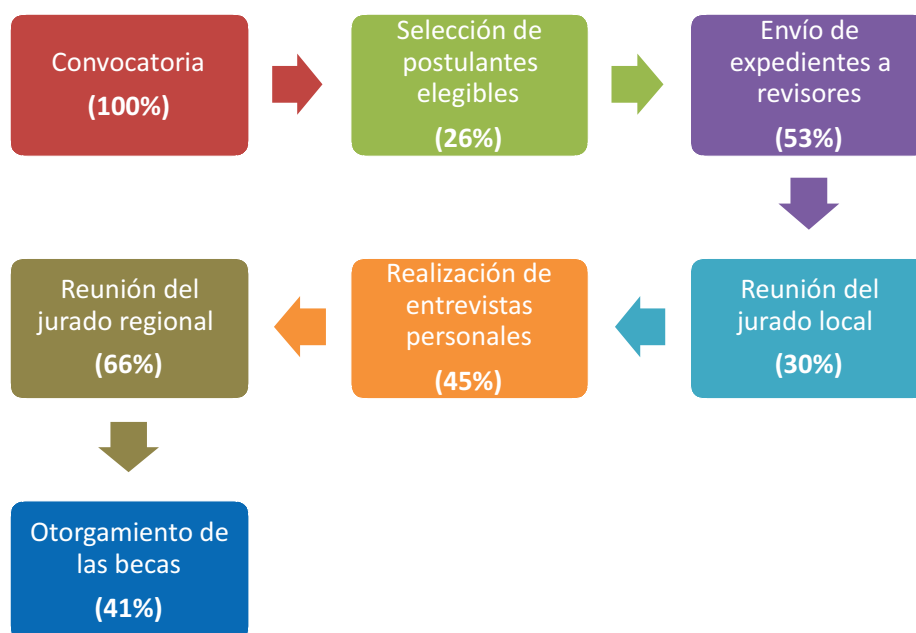 Convocatoria
(100%)
Selección de
postulantes
elegibles
(26%)
Envío de
expedientes a
revisores
(53%)
Reunión del
jurado local
(30%)
Realización de
entrevistas
personales
(45%)
Reunión del
jurado regional
(66%)
Otorgamiento de
las becas
(41%)